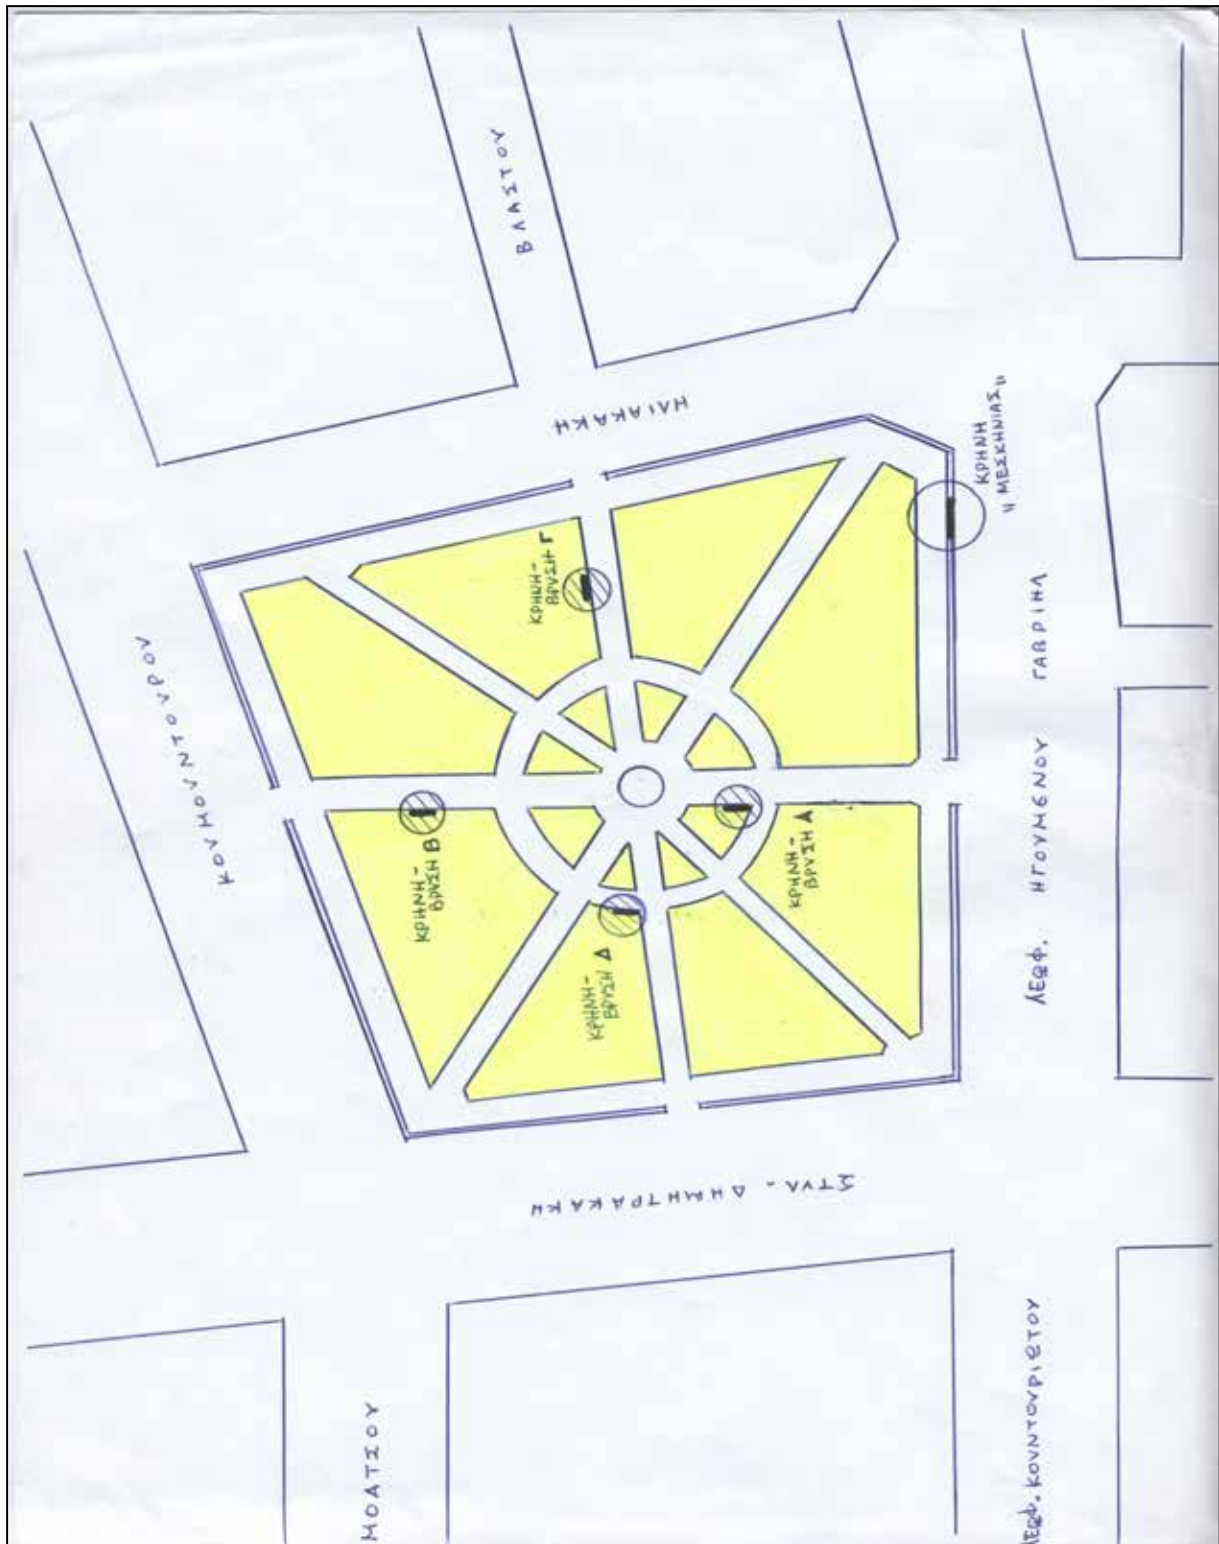 ΒΛΑΣΤΟΥ
ΗΛΙΑΚΑΚΗ
ΚΡΗΝΗ
"ΜΕΣΚΗΝΙΑΣ"
ΚΡΗΝΗ-
ΒΡΥΣΗ Γ
ΚΟΥΜΟΥΝΤΟΥΡΟΥ
ΚΡΗΝΗ-
ΒΡΥΣΗ Β
ΚΡΗΝΗ-
ΒΡΥΣΗ Δ
ΚΡΗΝΗ-
ΒΡΥΣΗ Α
ΛΕΩΦ. ΗΓΟΥΜΕΝΟΥ ΓΑΒΡΙΗΛ
ΣΤΥΛ. ΔΗΜΗΤΡΑΚΑΚΗ
ΜΟΑΤΣΟΥ
ΛΕΩΦ. ΚΟΥΝΤΟΥΡΙΩΤΟΥ